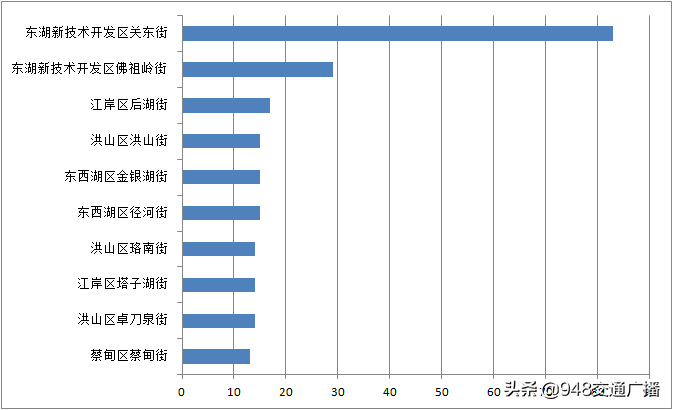 东湖新技术开发区关东街
东湖新技术开发区佛祖岭街
江岸区后湖街
洪山区洪山街
东西湖区金银湖街
东西湖区径河街
洪山区珞南街
江岸区塔子湖街
洪山区卓刀泉街
蔡甸区蔡甸街
0 10 20 30 40 50 60
头条 @948交通广播